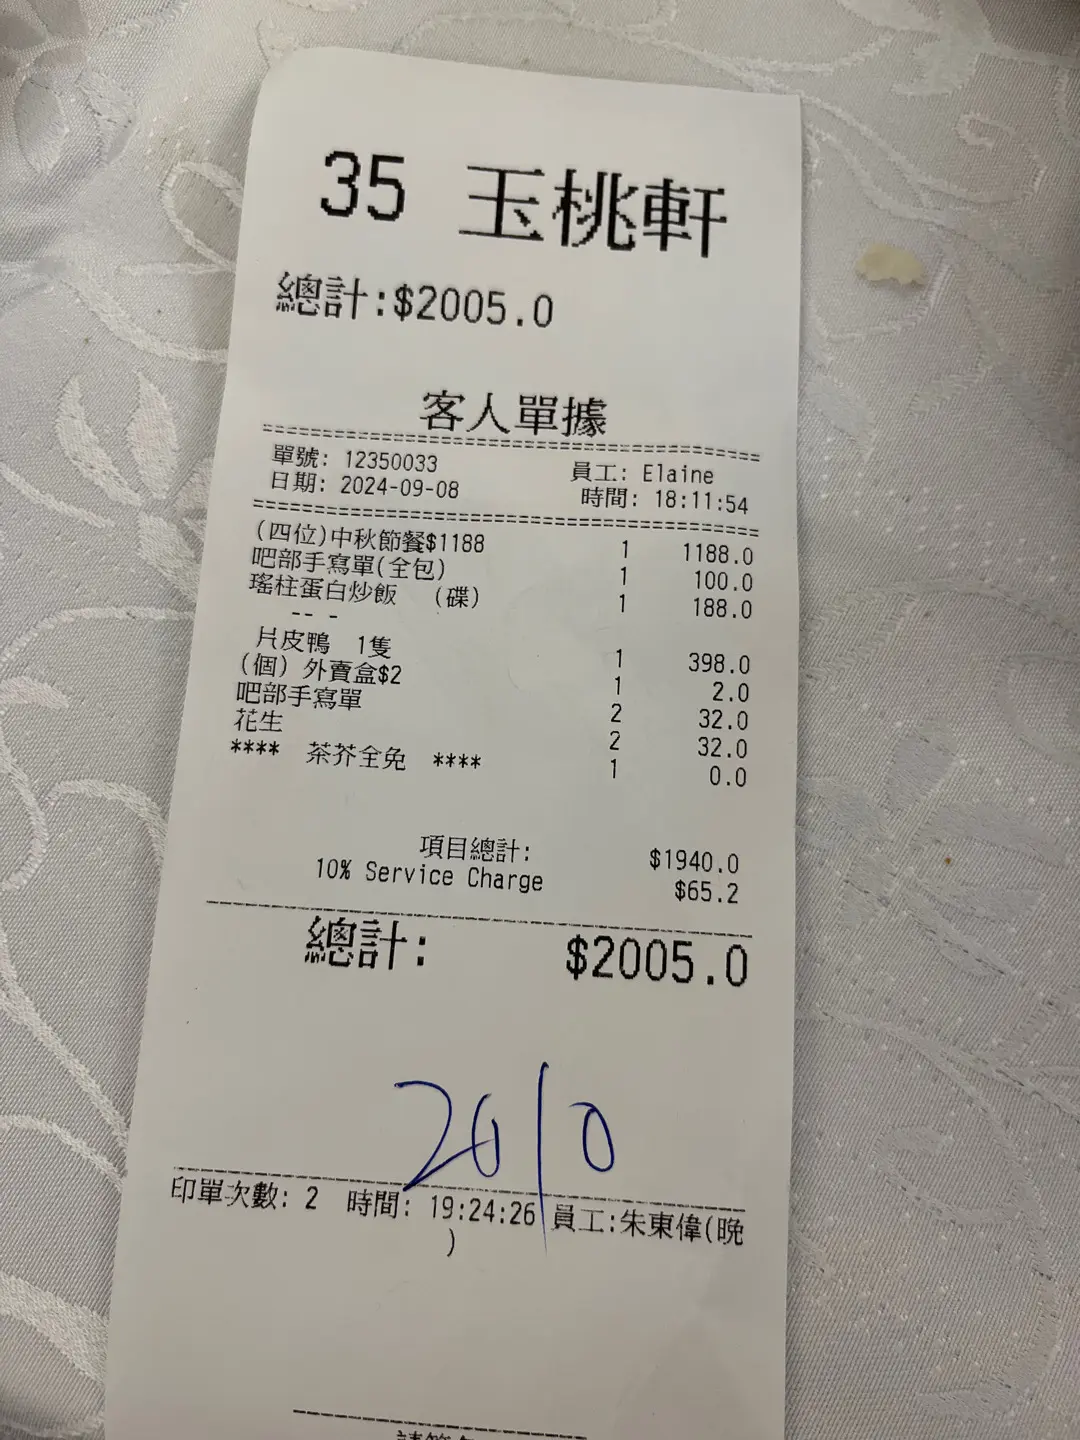 35 玉桃軒
總計:$2005.0
客人單據
單號: 12350033 員工: Elaine
日期: 2024-09-08 時間: 18:11:54
(四位)中秋節餐$1188 1 1188.0
吧部手寫單(全包) 1 100.0
瑤柱蛋白炒飯 (碟) 1 188.0
-- -
片皮鴨 1隻 1 398.0
(個) 外賣盒$2 1 2.0
吧部手寫單 2 32.0
花生 2 32.0
**** 茶芥全免 **** 1 0.0
項目總計: $1940.0
10% Service Charge $65.2
總計: $2005.0
2010
印單次數: 2 時間: 19:24:26 員工:朱東偉(晚
)